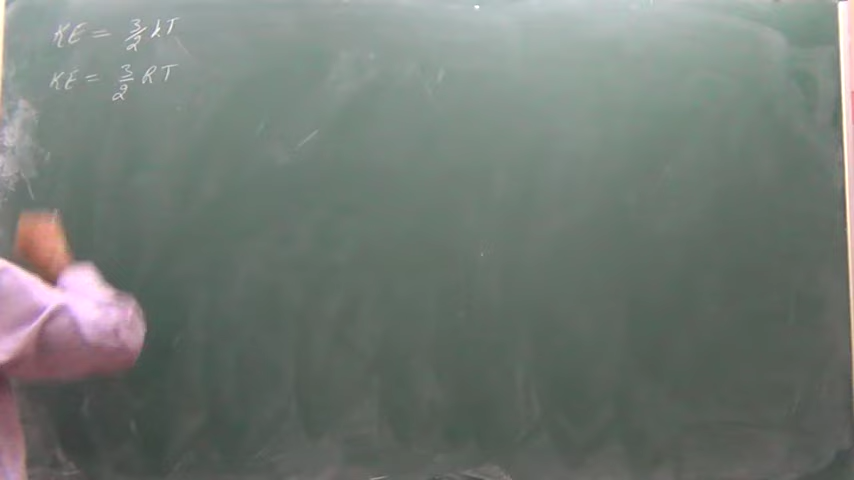 KE = 3/2 kT
KE = 3/2 RT